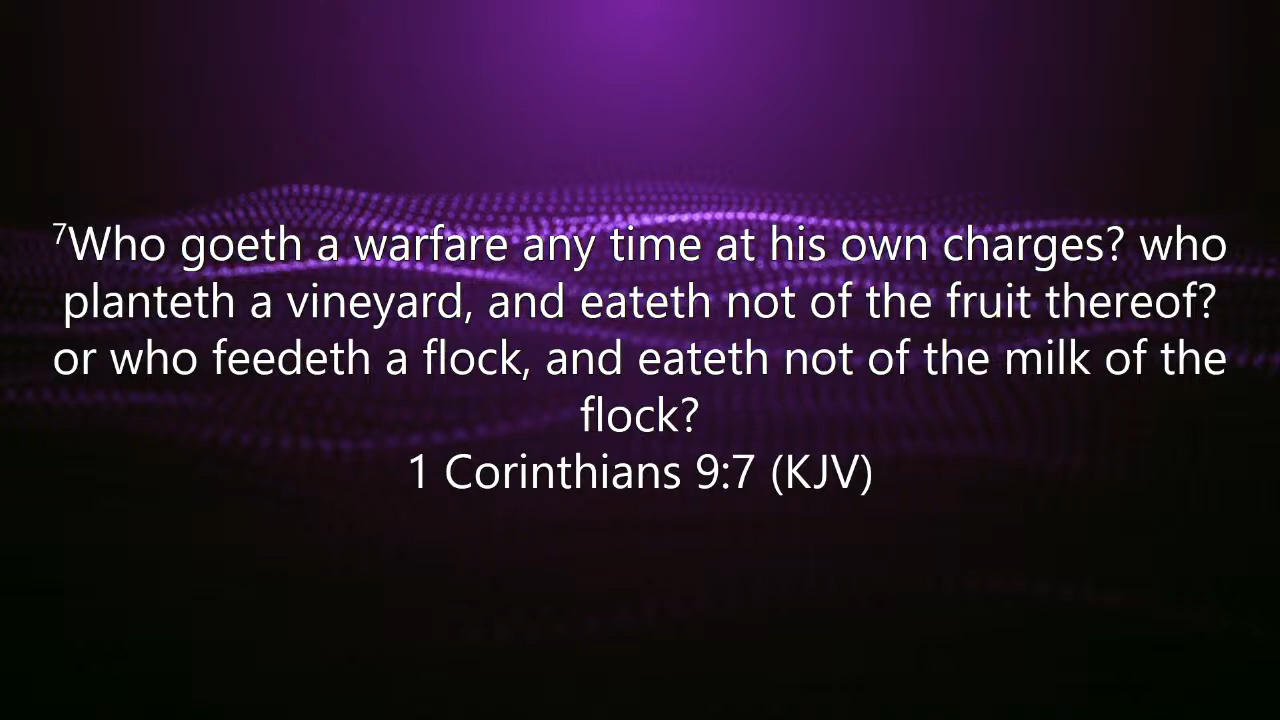 ⁷Who goeth a warfare any time at his own charges? who
planteth a vineyard, and eateth not of the fruit thereof?
or who feedeth a flock, and eateth not of the milk of the
flock?
1 Corinthians 9:7 (KJV)